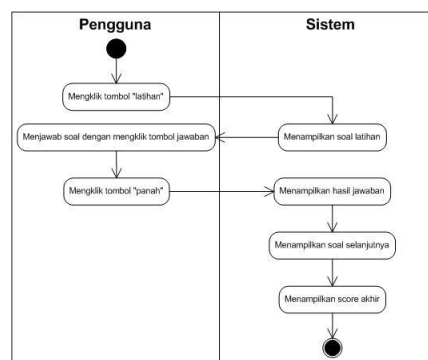 Pengguna
Sistem
Mengklik tombol "latihan"
Menampilkan soal latihan
Menjawab soal dengan mengklik tombol jawaban
Mengklik tombol "panah"
Menampilkan hasil jawaban
Menampilkan soal selanjutnya
Menampilkan score akhir